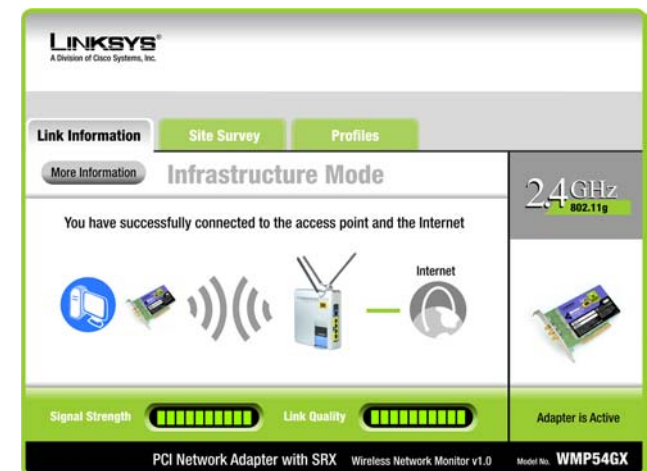 LINKSYS®
A Division of Cisco Systems, Inc.
Link Information
Site Survey
Profiles
More Information
Infrastructure Mode
2.4GHz
802.11g
You have successfully connected to the access point and the Internet
Internet
Signal Strength
Link Quality
Adapter is Active
PCI Network Adapter with SRX Wireless Network Monitor v1.0 Model No. WMP54GX